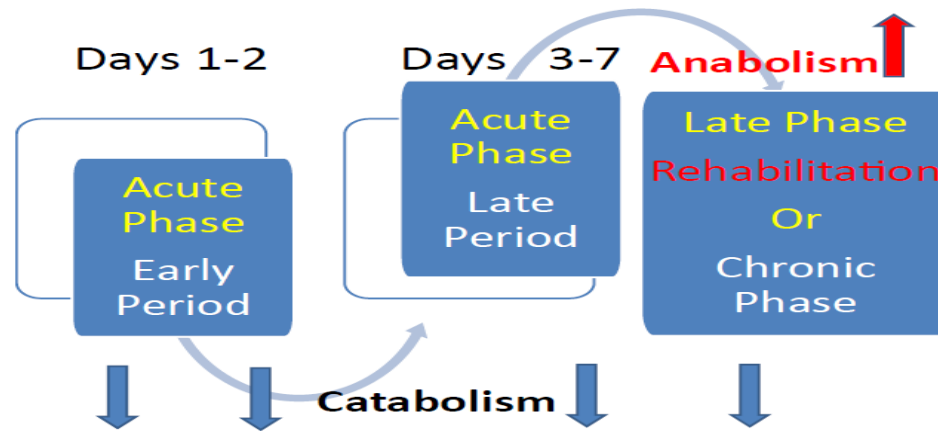 Days 1-2
Acute
Phase
Early
Period
Days 3-7
Acute
Phase
Late
Period
Anabolism
Late Phase
Rehabilitation
Or
Chronic
Phase
Catabolism